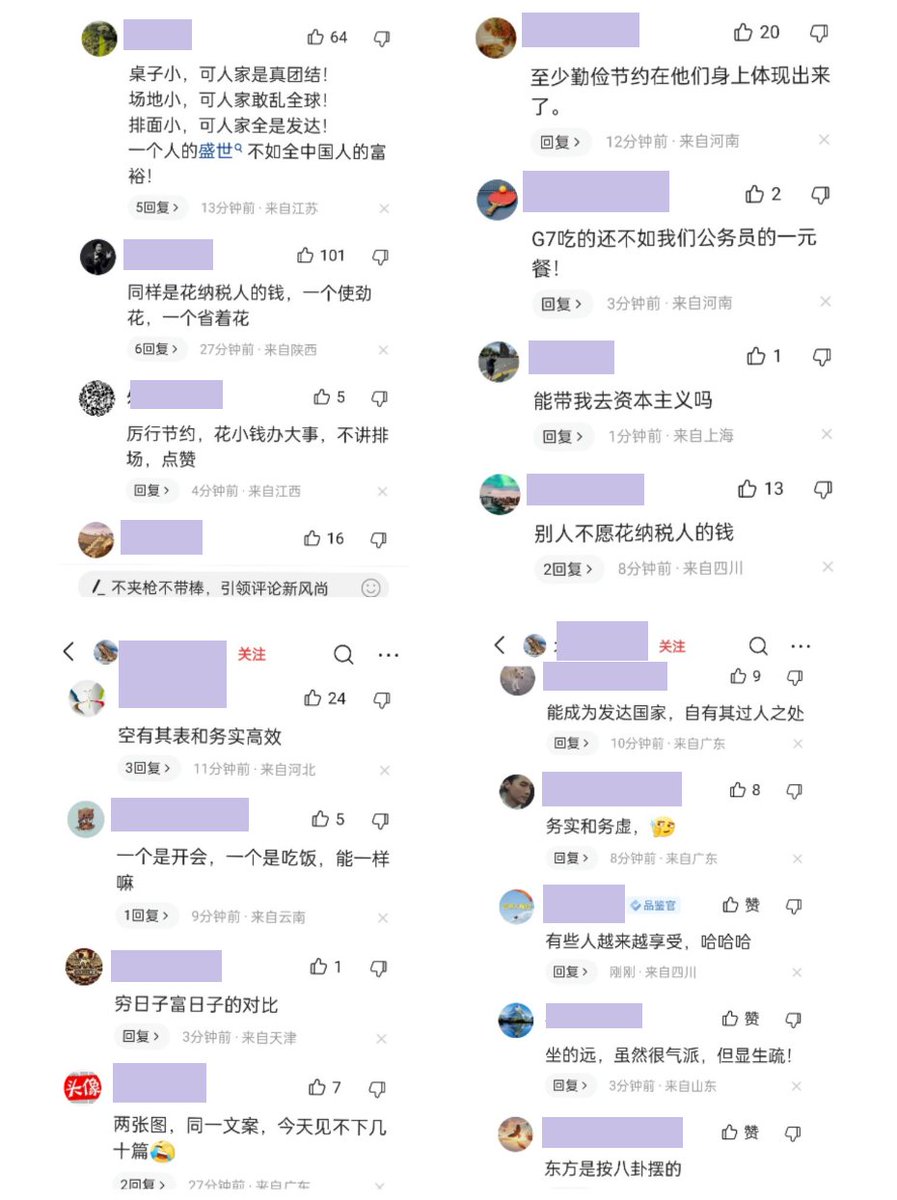 64
桌子小，可人家是真团结！
场地小，可人家敢乱全球！
排面小，可人家全是发达！
一个人的盛世 不如全中国人的富
裕！
5回复 > 13分钟前 · 来自江苏
101
同样是花纳税人的钱，一个使劲
花，一个省着花
6回复 > 27分钟前 · 来自陕西
5
厉行节约，花小钱办大事，不讲排
场，点赞
回复 > 4分钟前 · 来自江西
16
不夹枪不带棒，引领评论新风尚
20
至少勤俭节约在他们身上体现出来
了。
回复 > 12分钟前 · 来自河南
2
G7吃的还不如我们公务员的一元
餐！
回复 > 3分钟前 · 来自河南
1
能带我去资本主义吗
回复 > 1分钟前 · 来自上海
13
别人不愿花纳税人的钱
2回复 > 8分钟前 · 来自四川
关注
24
空有其表和务实高效
3回复 > 11分钟前 · 来自河北
5
一个是开会，一个是吃饭，能一样
嘛
1回复 > 9分钟前 · 来自云南
1
穷日子富日子的对比
回复 > 3分钟前 · 来自天津
头像
7
两张图，同一文案，今天见不下几
十篇
2回复 > 27分钟前 · 来自广东
关注
9
能成为发达国家，自有其过人之处
回复 > 10分钟前 · 来自广东
8
务实和务虚，
回复 > 8分钟前 · 来自广东
品鉴官 赞
有些人越来越享受，哈哈哈
回复 > 刚刚 · 来自四川
赞
坐的远，虽然很气派，但显生疏！
回复 > 3分钟前 · 来自山东
赞
东方是按八卦摆的